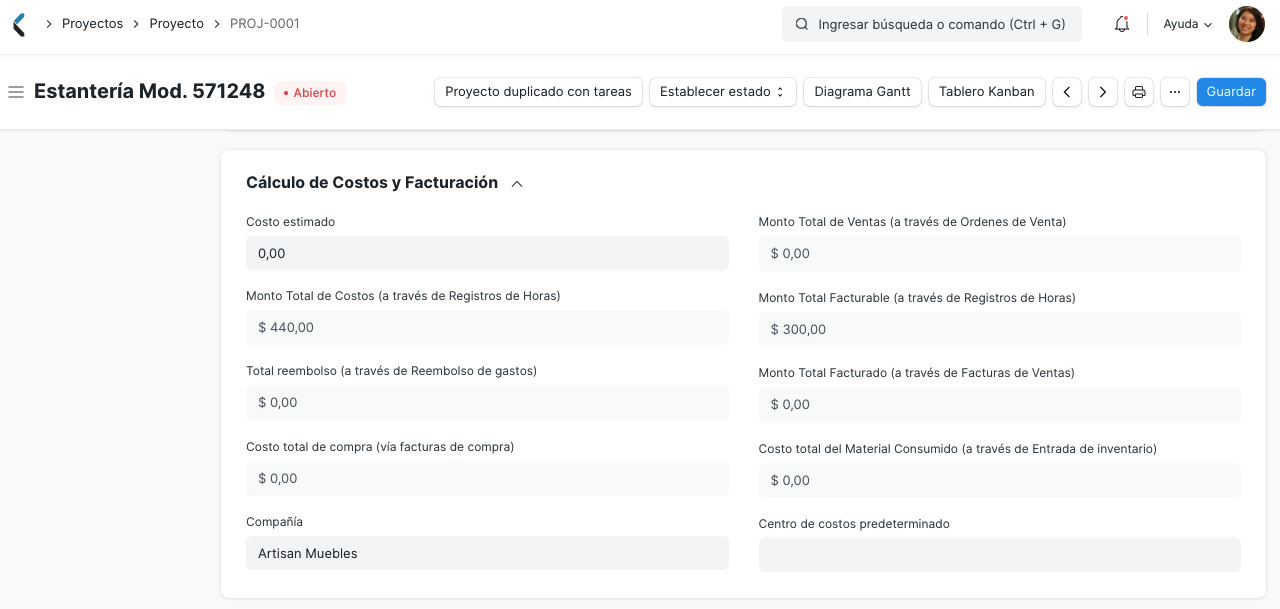 Proyectos
Proyecto
PROJ-0001
Ingresar búsqueda o comando (Ctrl + G)
Ayuda
Estantería Mod. 571248
Abierto
Proyecto duplicado con tareas
Establecer estado
Diagrama Gantt
Tablero Kanban
Guardar
Cálculo de Costos y Facturación
Costo estimado
0,00
Monto Total de Costos (a través de Registros de Horas)
$ 440,00
Total reembolso (a través de Reembolso de gastos)
$ 0,00
Costo total de compra (vía facturas de compra)
$ 0,00
Compañía
Artisan Muebles
Monto Total de Ventas (a través de Ordenes de Venta)
$ 0,00
Monto Total Facturable (a través de Registros de Horas)
$ 300,00
Monto Total Facturado (a través de Facturas de Ventas)
$ 0,00
Costo total del Material Consumido (a través de Entrada de inventario)
$ 0,00
Centro de costos predeterminado